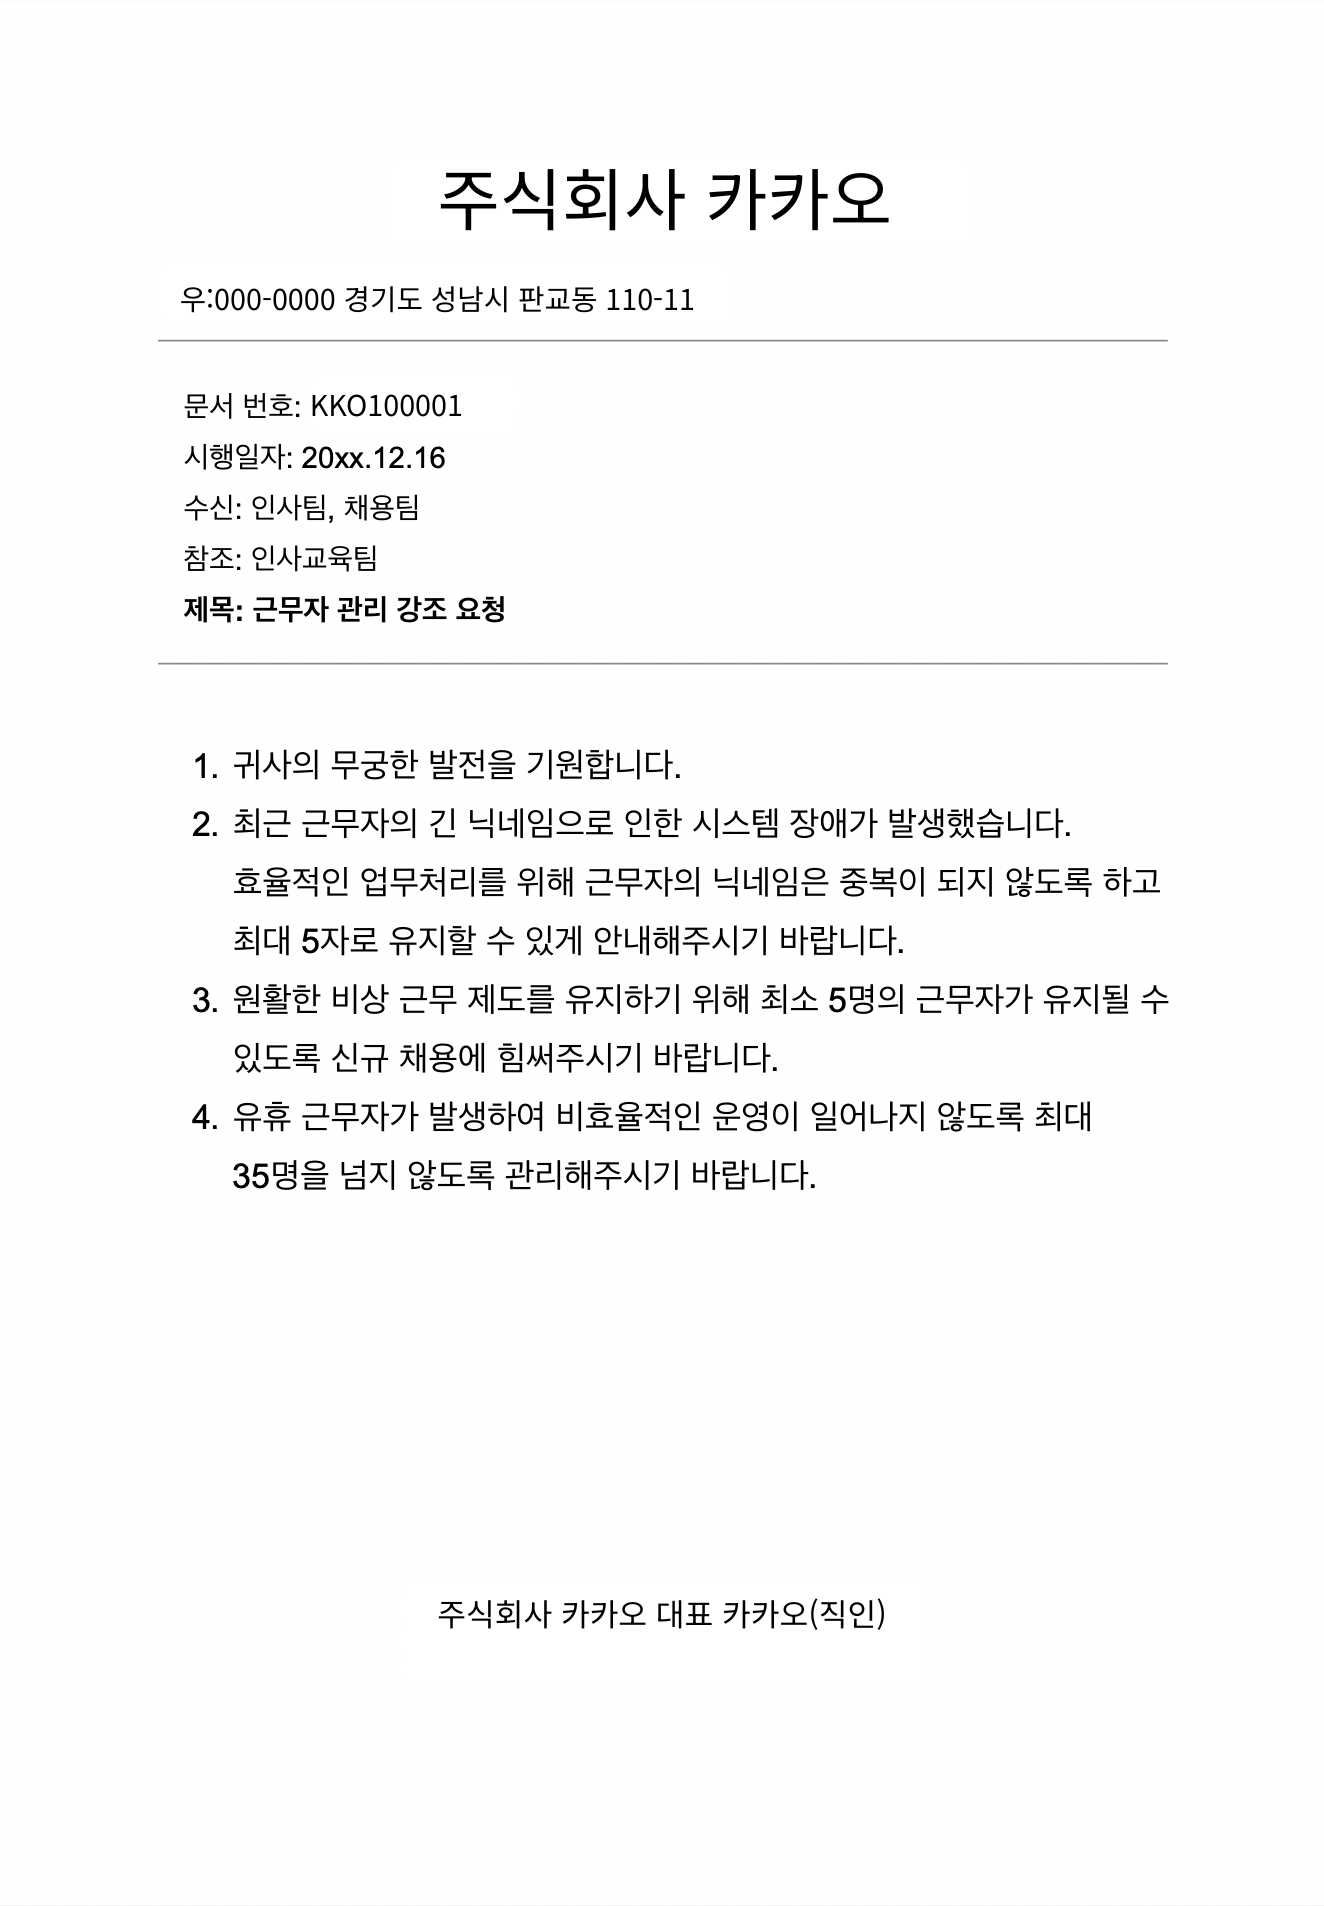 주식회사 카카오
우:000-0000 경기도 성남시 판교동 110-11
문서 번호: KKO100001
시행일자: 20xx.12.16
수신: 인사팀, 채용팀
참조: 인사교육팀
제목: 근무자 관리 강조 요청
1. 귀사의 무궁한 발전을 기원합니다.
2. 최근 근무자의 긴 닉네임으로 인한 시스템 장애가 발생했습니다.
효율적인 업무처리를 위해 근무자의 닉네임은 중복이 되지 않도록 하고
최대 5자로 유지할 수 있게 안내해주시기 바랍니다.
3. 원활한 비상 근무 제도를 유지하기 위해 최소 5명의 근무자가 유지될 수
있도록 신규 채용에 힘써주시기 바랍니다.
4. 유휴 근무자가 발생하여 비효율적인 운영이 일어나지 않도록 최대
35명을 넘지 않도록 관리해주시기 바랍니다.
주식회사 카카오 대표 카카오(직인)